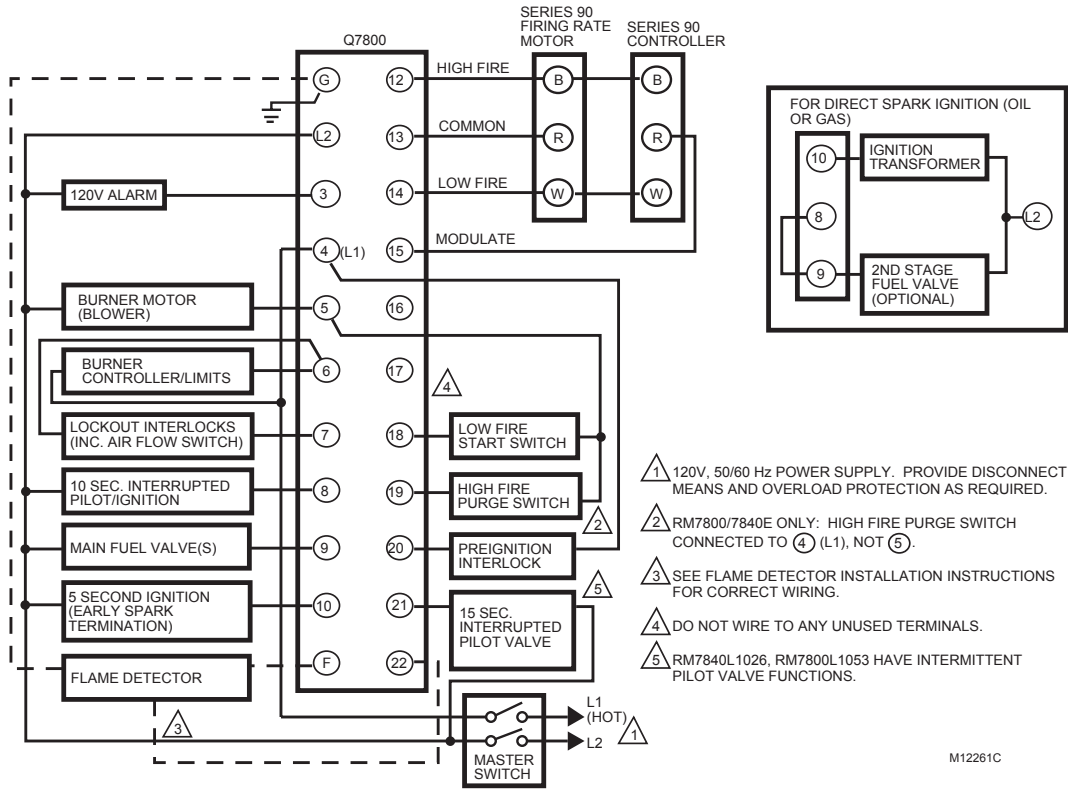 SERIES 90
FIRING RATE
MOTOR
SERIES 90
CONTROLLER
Q7800
G
12
HIGH FIRE
B
B
L2
13
COMMON
R
R
120V ALARM
3
14
LOW FIRE
W
W
4
(L1)
15
MODULATE
BURNER MOTOR
(BLOWER)
5
16
BURNER
CONTROLLER/LIMITS
6
17
4
LOCKOUT INTERLOCKS
(INC. AIR FLOW SWITCH)
7
18
LOW FIRE
START SWITCH
10 SEC. INTERRUPTED
PILOT/IGNITION
8
19
HIGH FIRE
PURGE SWITCH
2
MAIN FUEL VALVE(S)
9
20
PREIGNITION
INTERLOCK
5
5 SECOND IGNITION
(EARLY SPARK
TERMINATION)
10
21
15 SEC.
INTERRUPTED
PILOT VALVE
FLAME DETECTOR
F
22
3
L1
(HOT)
1
L2
MASTER
SWITCH
FOR DIRECT SPARK IGNITION (OIL
OR GAS)
10
IGNITION
TRANSFORMER
8
L2
9
2ND STAGE
FUEL VALVE
(OPTIONAL)
1 120V, 50/60 Hz POWER SUPPLY. PROVIDE DISCONNECT
MEANS AND OVERLOAD PROTECTION AS REQUIRED.
2 RM7800/7840E ONLY: HIGH FIRE PURGE SWITCH
CONNECTED TO 4 (L1), NOT 5.
3 SEE FLAME DETECTOR INSTALLATION INSTRUCTIONS
FOR CORRECT WIRING.
4 DO NOT WIRE TO ANY UNUSED TERMINALS.
5 RM7840L1026, RM7800L1053 HAVE INTERMITTENT
PILOT VALVE FUNCTIONS.
M12261C